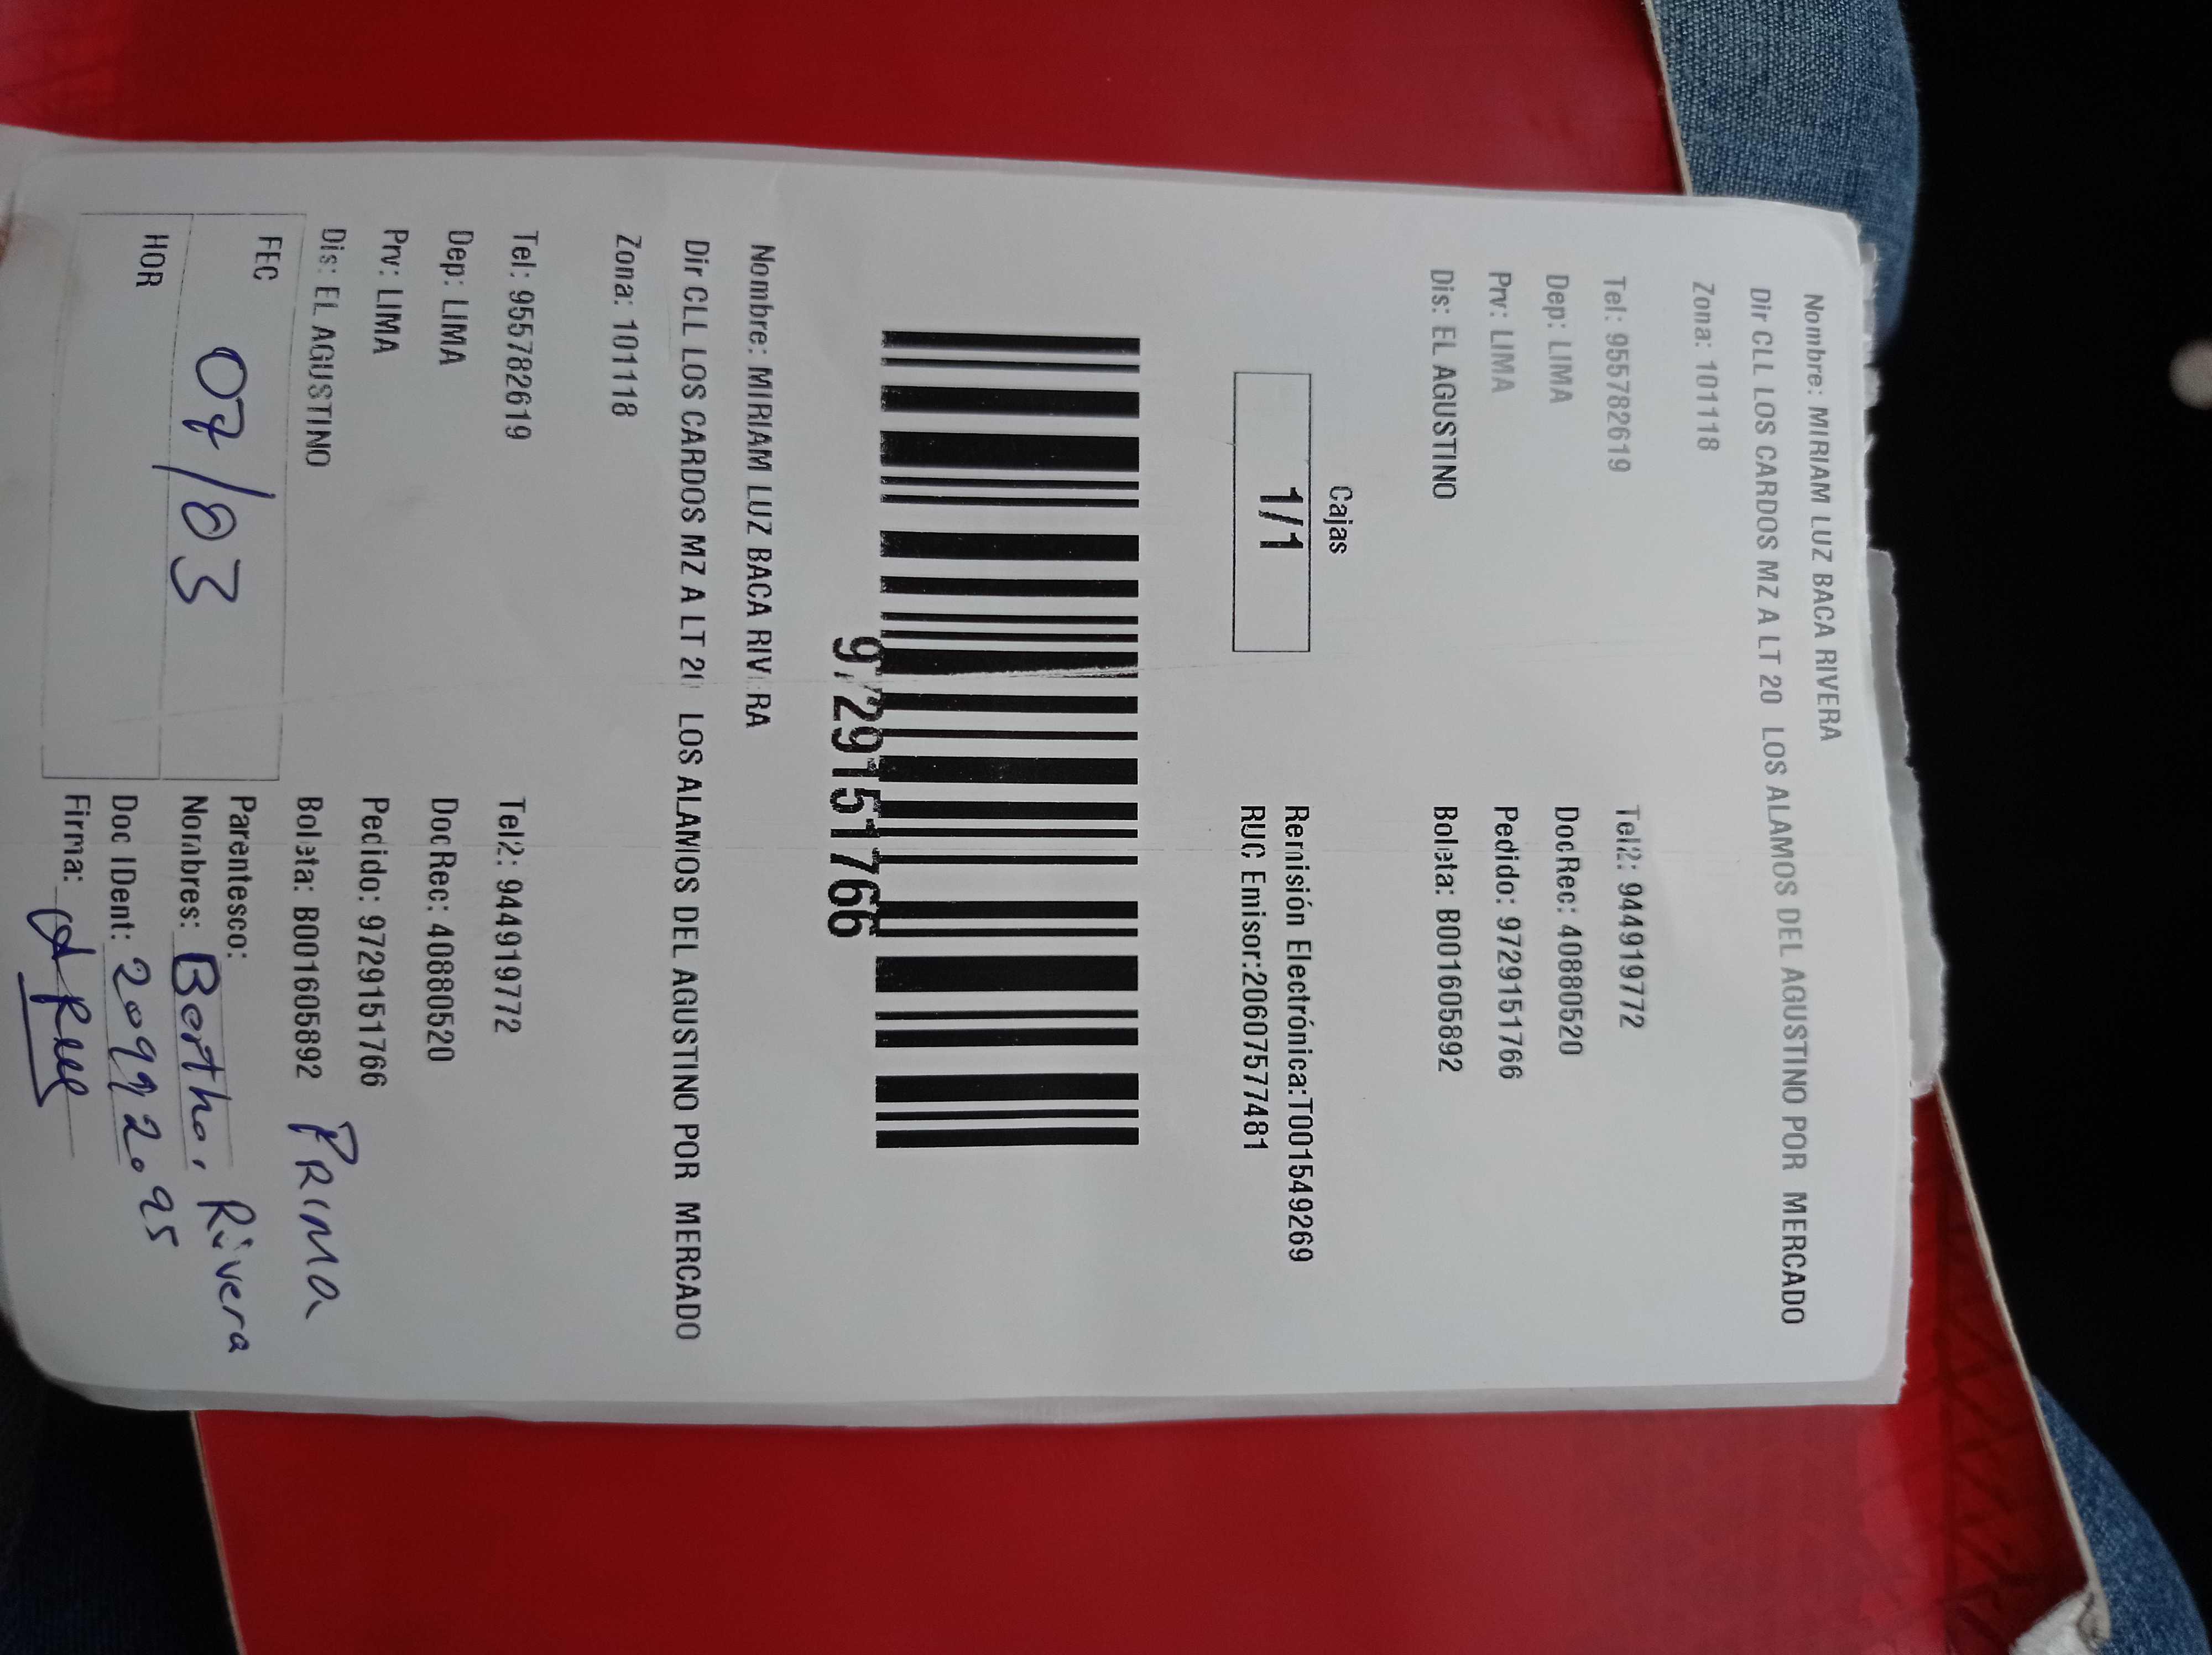 Nombre: MIRIAM LUZ BACA RIVERA
Dir CLL LOS CARDOS MZ A LT 20 LOS ALAMOS DEL AGUSTINO POR MERCADO
Zona: 101118
Tel: 955782619 Tel2: 944919772
Dep: LIMA DocRec: 40880520
Prv: LIMA Pedido: 9729151766
Dis: EL AGUSTINO Boleta: B001605892
Cajas
1/1
Remisión Electrónica:T001549269
RUC Emisor:20607577481
9729151766
Nombre: MIRIAM LUZ BACA RIVERA
Dir CLL LOS CARDOS MZ A LT 20 LOS ALAMOS DEL AGUSTINO POR MERCADO
Zona: 101118
Tel: 955782619 Tel2: 944919772
Dep: LIMA DocRec: 40880520
Prv: LIMA Pedido: 9729151766
Dis: EL AGUSTINO Boleta: B001605892
FEC 07/03 Parentesco: PRIMA
HOR Nombres: Bertha Rivera
Doc IDent: 20992095
Firma: